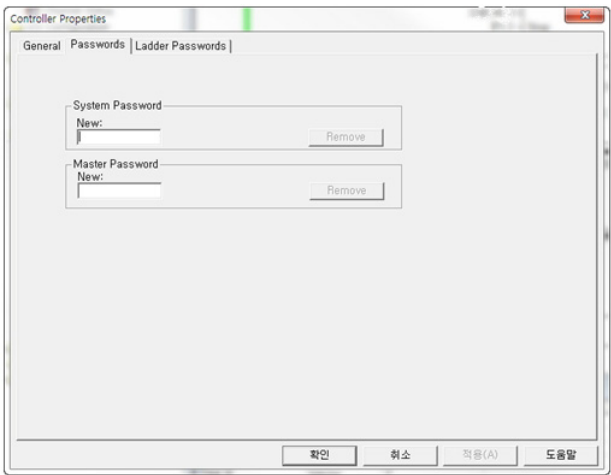 Controller Properties
General Passwords Ladder Passwords
System Password
New:
Remove
Master Password
New:
Remove
확인 취소 적용(A) 도움말